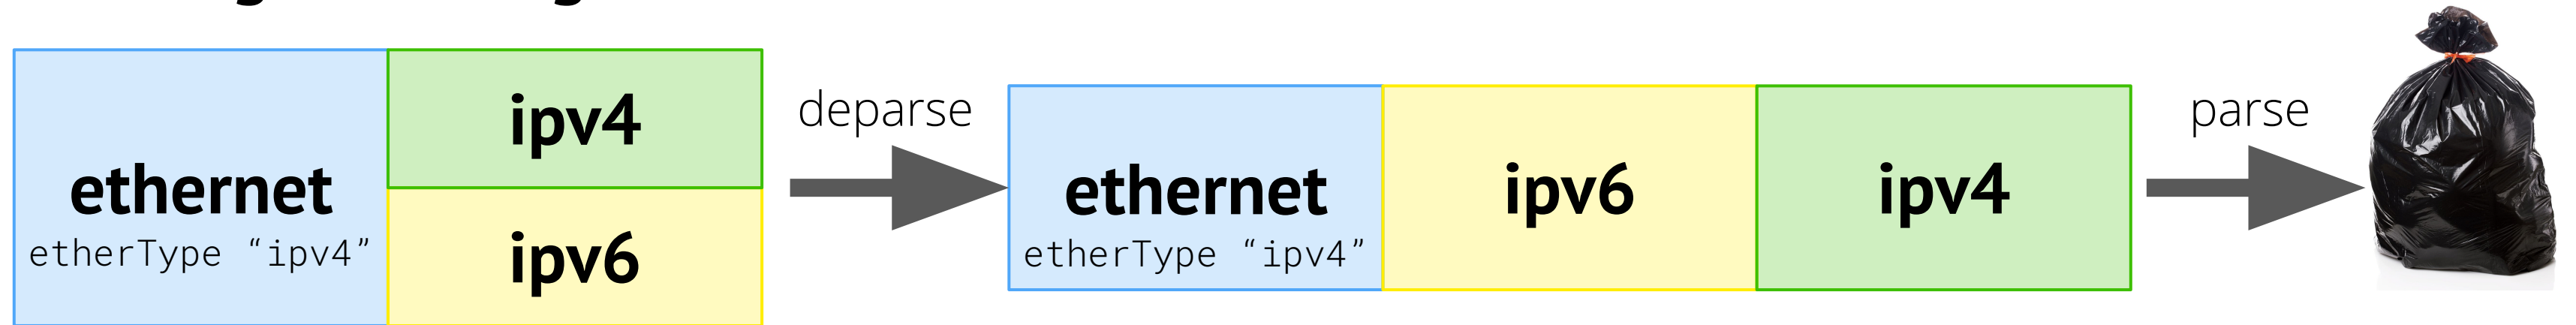 ethernet
etherType “ipv4”
ipv4
ipv6
deparse
ethernet
etherType “ipv4”
ipv6
ipv4
parse